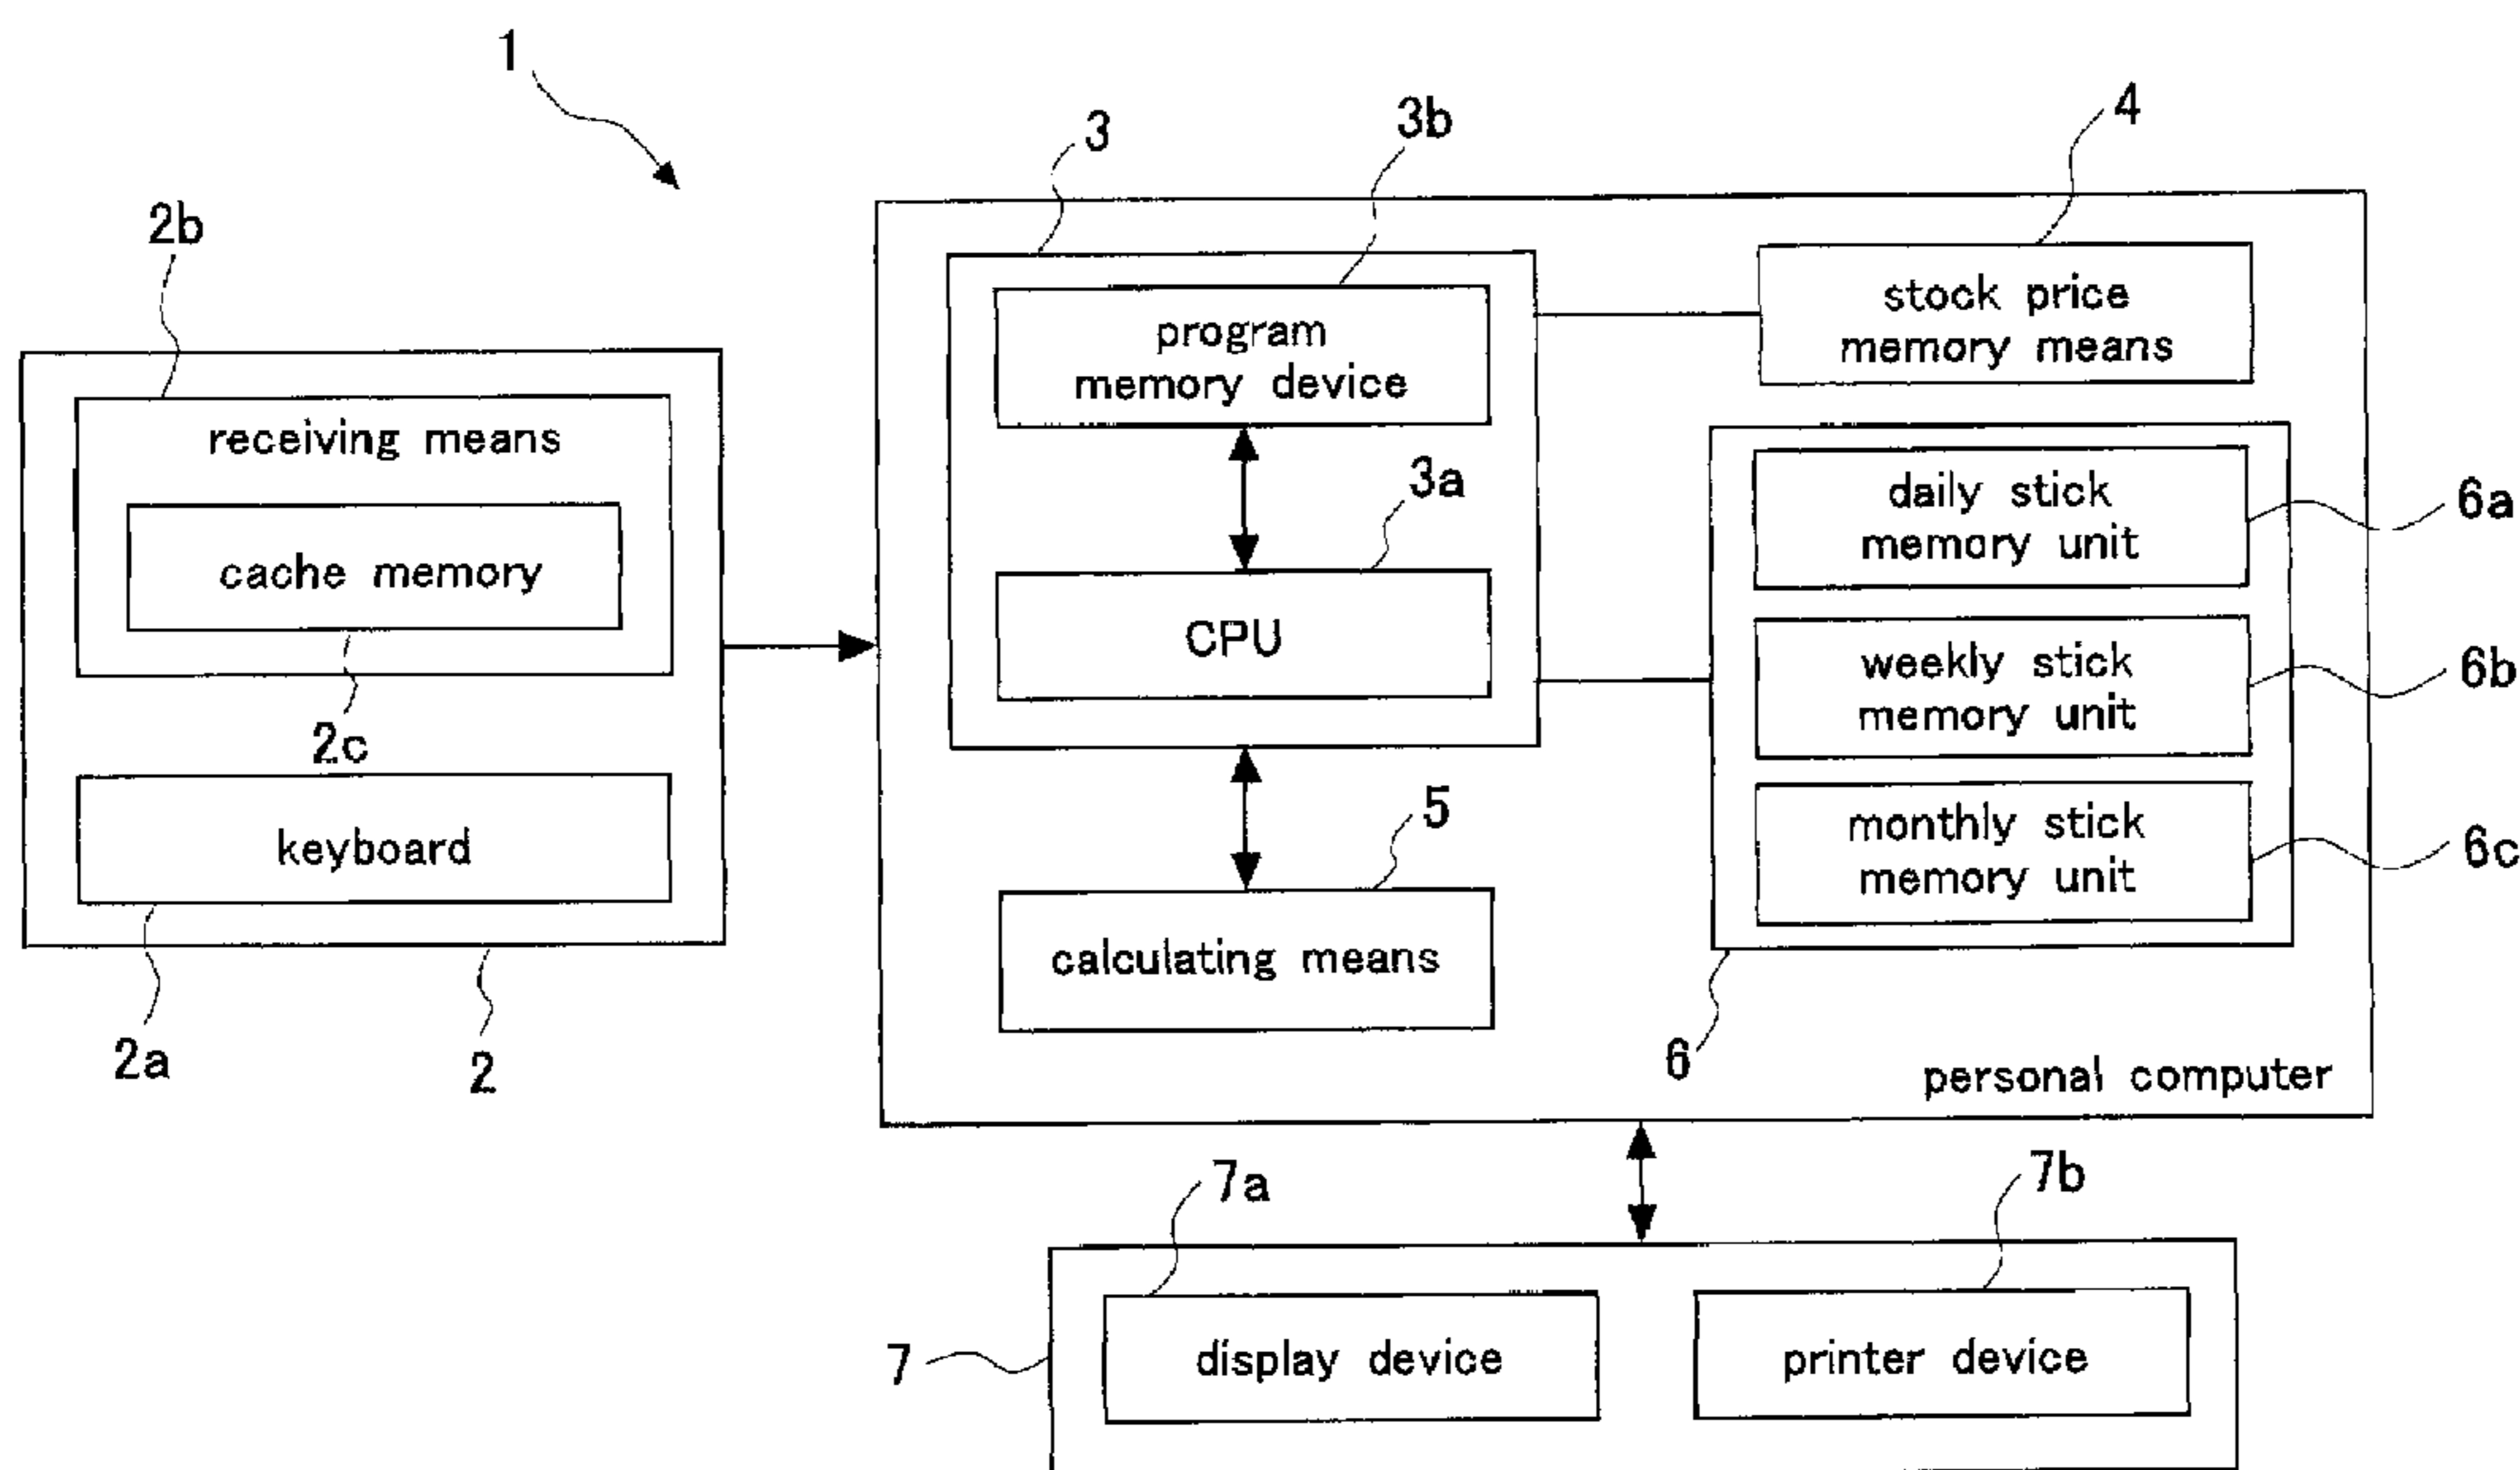 1
2b
receiving means
cache memory
2c
keyboard
2a
2
3
3b
4
program
memory device
3a
CPU
5
calculating means
stock price
memory means
daily stick
memory unit
6a
weekly stick
memory unit
6b
monthly stick
memory unit
6c
6
personal computer
7a
7b
7
display device
printer device